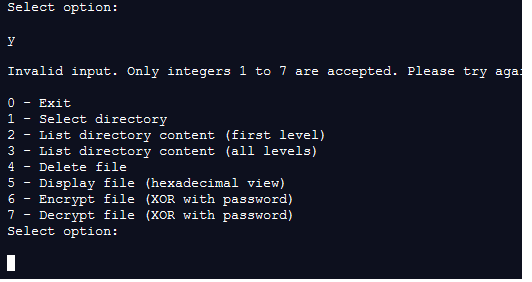 Select option:
y
Invalid input. Only integers 1 to 7 are accepted. Please try agai
0 - Exit
1 - Select directory
2 - List directory content (first level)
3 - List directory content (all levels)
4 - Delete file
5 - Display file (hexadecimal view)
6 - Encrypt file (XOR with password)
7 - Decrypt file (XOR with password)
Select option: